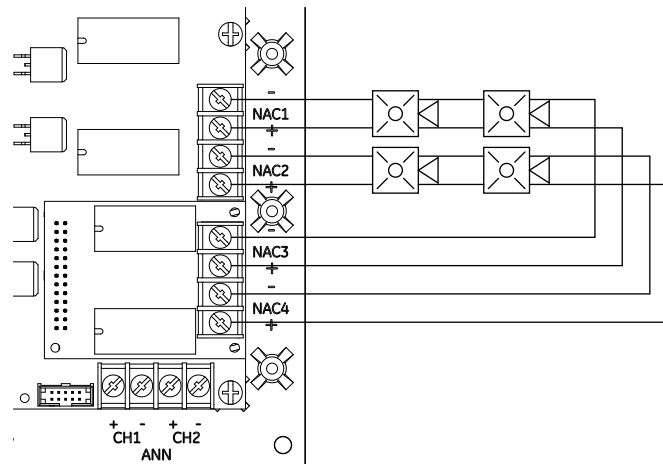 -
NAC1
+
-
NAC2
+
-
NAC3
+
-
NAC4
+
+ - + -
CH1 CH2
ANN